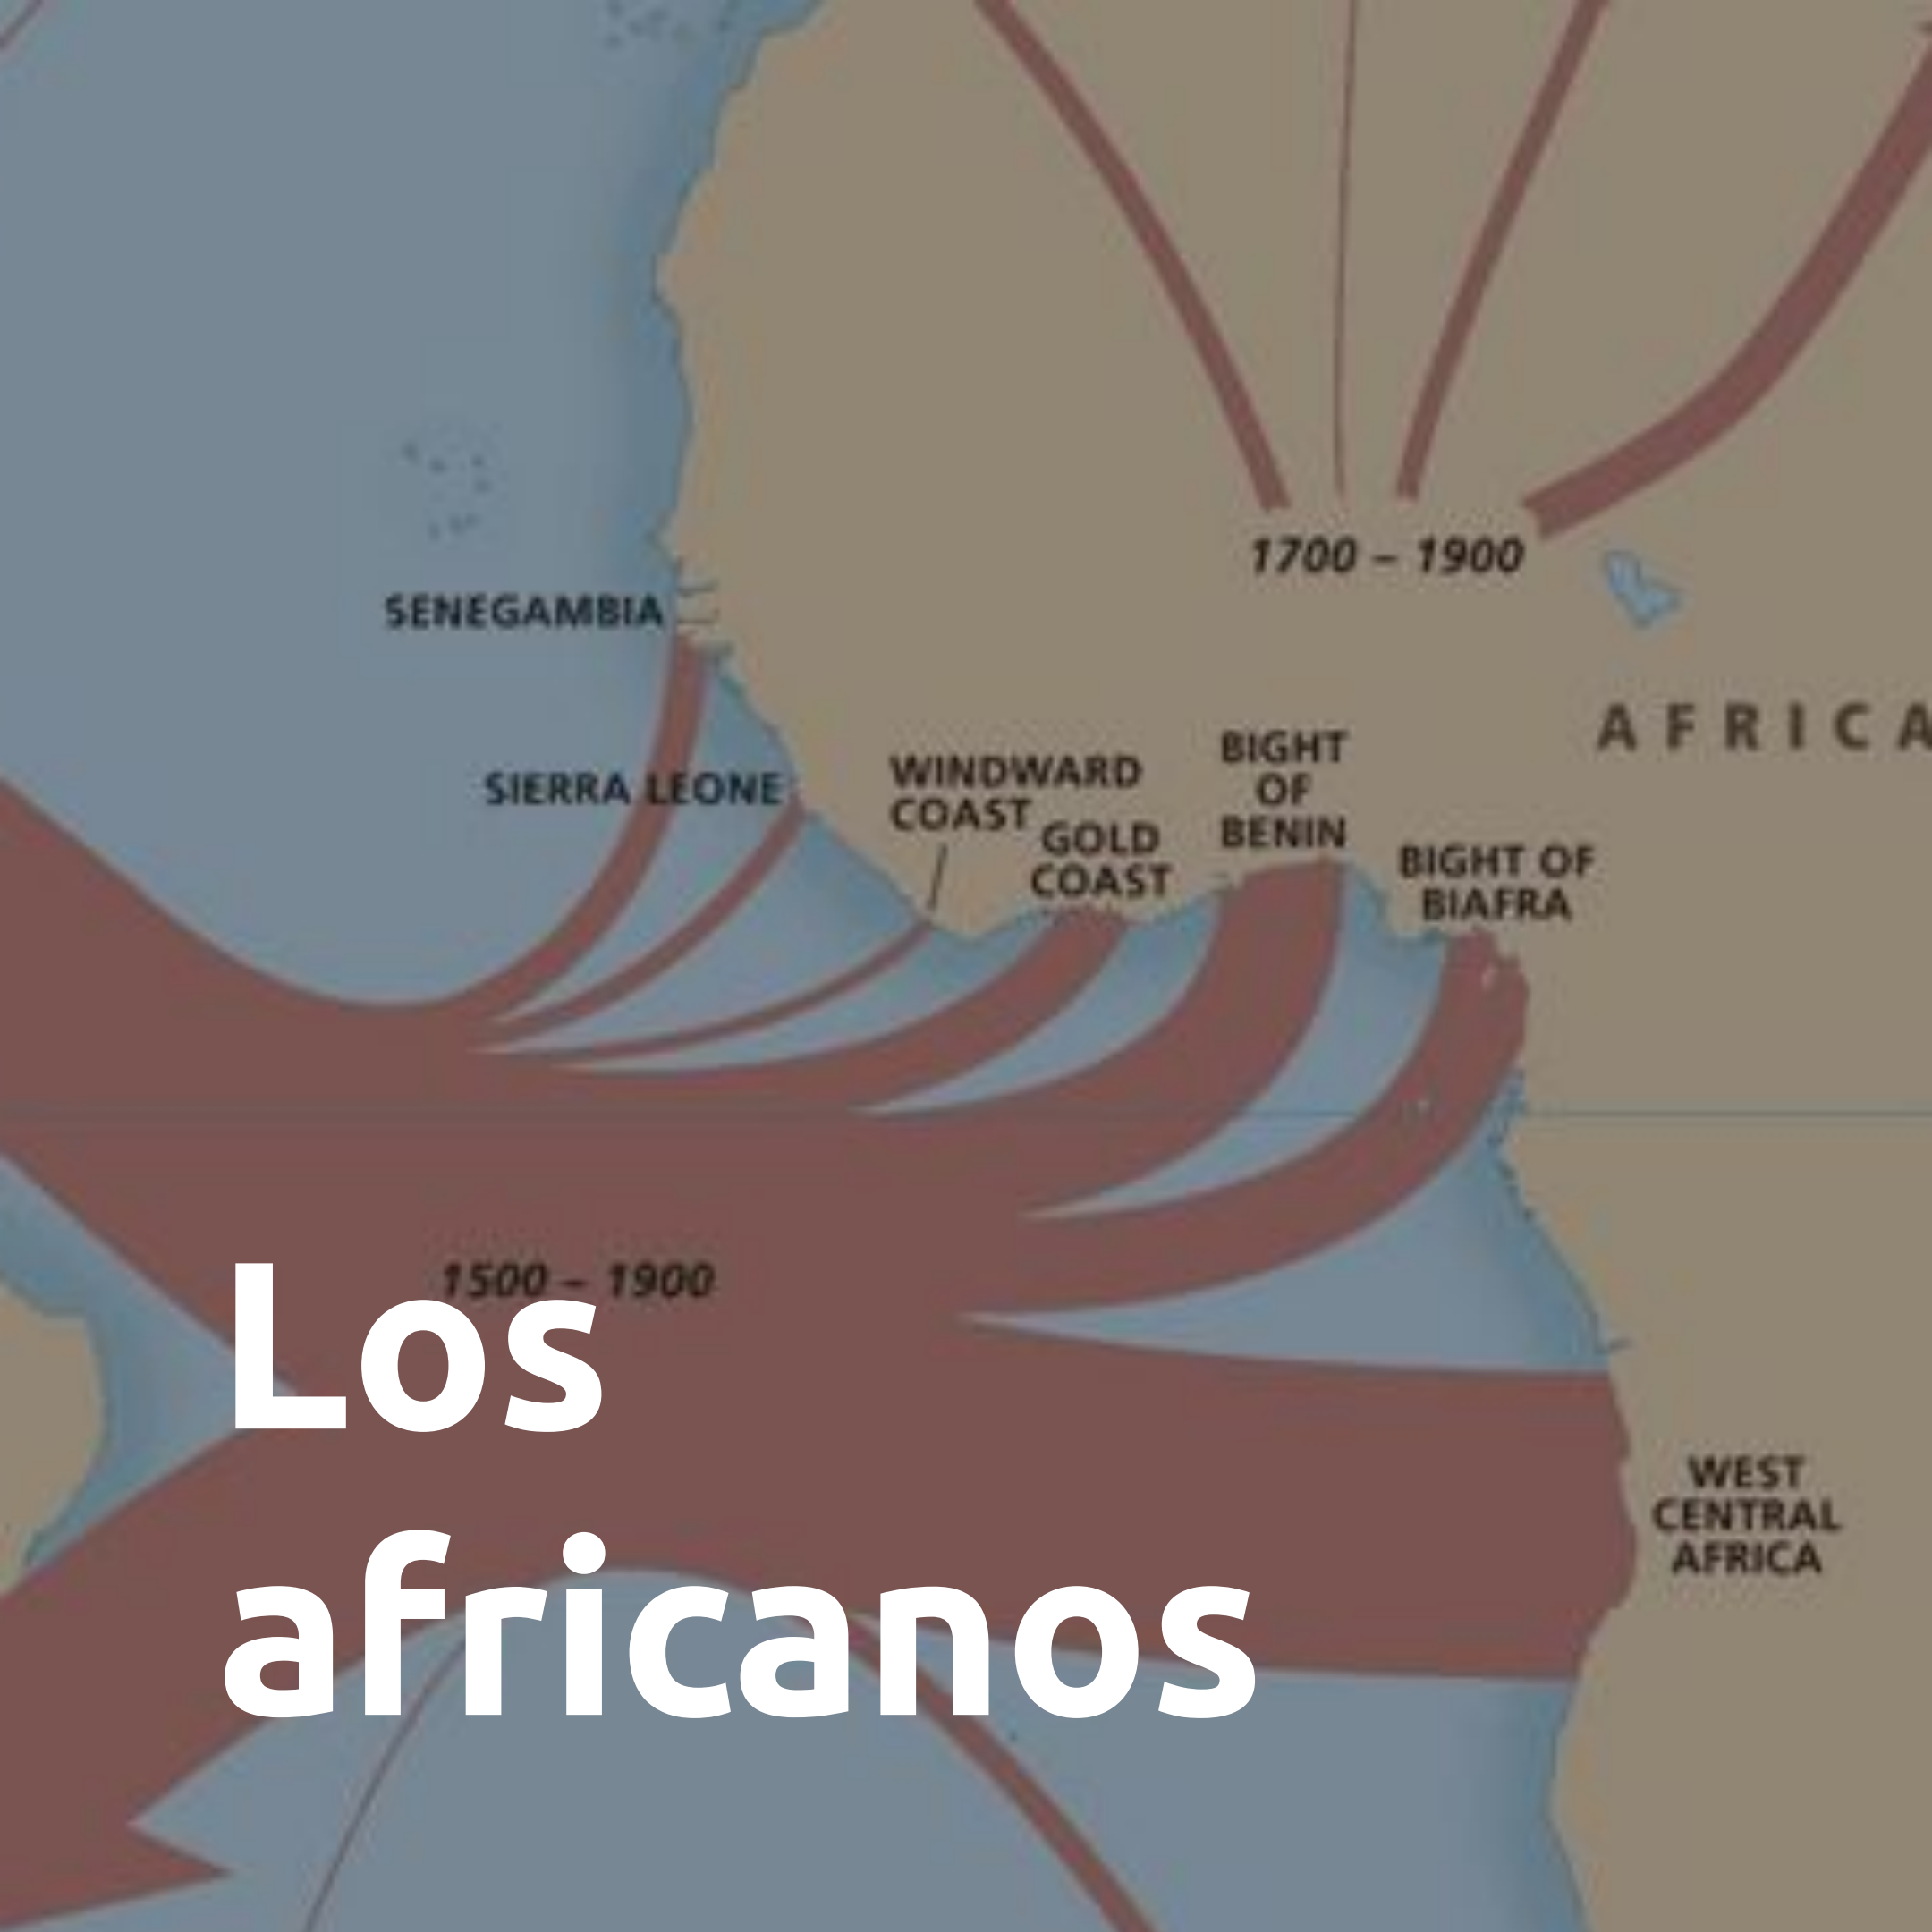 1700 – 1900
SENEGAMBIA
AFRICA
SIERRA LEONE
WINDWARD
COAST
GOLD
COAST
BIGHT
OF
BENIN
BIGHT OF
BIAFRA
1500 – 1900
Los
africanos
WEST
CENTRAL
AFRICA